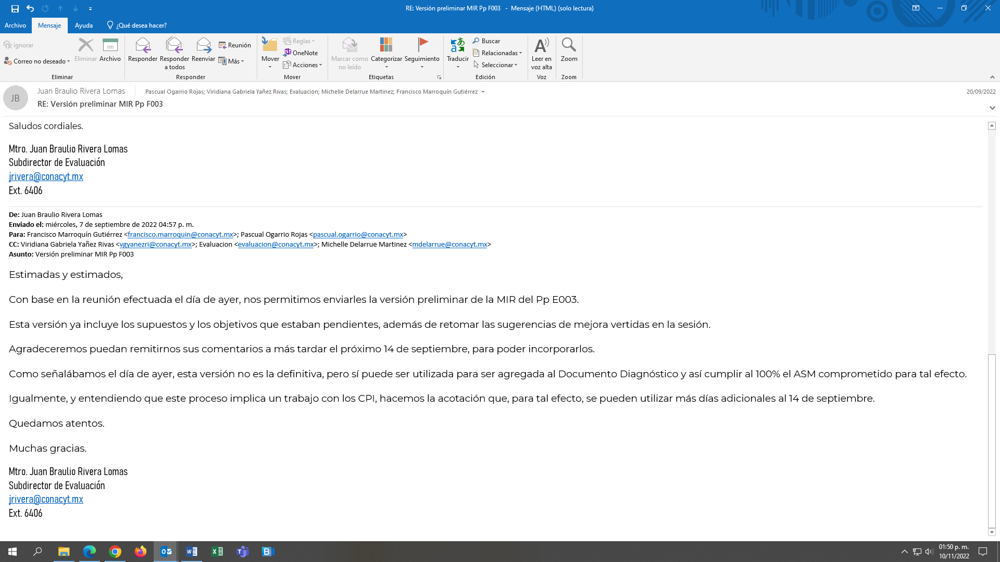 RE: Versión preliminar MIR Pp F003 - Mensaje (HTML) (solo lectura)
Archivo Mensaje Ayuda ¿Qué desea hacer?
Ignorar
Correo no deseado
Eliminar
Archivo
Eliminar
Responder
Responder a todos
Reenviar
Reunión
Más
Responder
Mover
Reglas
OneNote
Acciones
Mover
Marcar como no leído
Categorizar
Seguimiento
Etiquetas
Traducir
Buscar
Relacionadas
Seleccionar
Edición
Leer en voz alta
Voz
Zoom
Zoom
JB
Juan Braulio Rivera Lomas
Pascual Ogarrio Rojas; Viridiana Gabriela Yañez Rivas; Evaluacion; Michelle Delarrue Martinez; Francisco Marroquín Gutiérrez
20/09/2022
RE: Versión preliminar MIR Pp F003
Saludos cordiales.
Mtro. Juan Braulio Rivera Lomas
Subdirector de Evaluación
jrivera@conacyt.mx
Ext. 6406
De: Juan Braulio Rivera Lomas
Enviado el: miércoles, 7 de septiembre de 2022 04:57 p. m.
Para: Francisco Marroquín Gutiérrez <francisco.marroquin@conacyt.mx>; Pascual Ogarrio Rojas <pascual.ogarrio@conacyt.mx>
CC: Viridiana Gabriela Yañez Rivas <vgyanezri@conacyt.mx>; Evaluacion <evaluacion@conacyt.mx>; Michelle Delarrue Martinez <mdelarrue@conacyt.mx>
Asunto: Versión preliminar MIR Pp F003
Estimadas y estimados,
Con base en la reunión efectuada el día de ayer, nos permitimos enviarles la versión preliminar de la MIR del Pp E003.
Esta versión ya incluye los supuestos y los objetivos que estaban pendientes, además de retomar las sugerencias de mejora vertidas en la sesión.
Agradeceremos puedan remitirnos sus comentarios a más tardar el próximo 14 de septiembre, para poder incorporarlos.
Como señalábamos el día de ayer, esta versión no es la definitiva, pero sí puede ser utilizada para ser agregada al Documento Diagnóstico y así cumplir al 100% el ASM comprometido para tal efecto.
Igualmente, y entendiendo que este proceso implica un trabajo con los CPI, hacemos la acotación que, para tal efecto, se pueden utilizar más días adicionales al 14 de septiembre.
Quedamos atentos.
Muchas gracias.
Mtro. Juan Braulio Rivera Lomas
Subdirector de Evaluación
jrivera@conacyt.mx
Ext. 6406
01:50 p. m.
10/11/2022